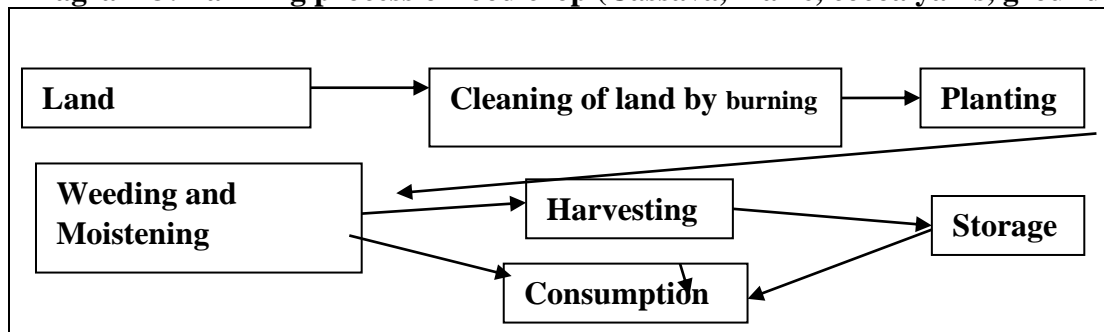 Land
Cleaning of land by burning
Planting
Weeding and
Moistening
Harvesting
Storage
Consumption